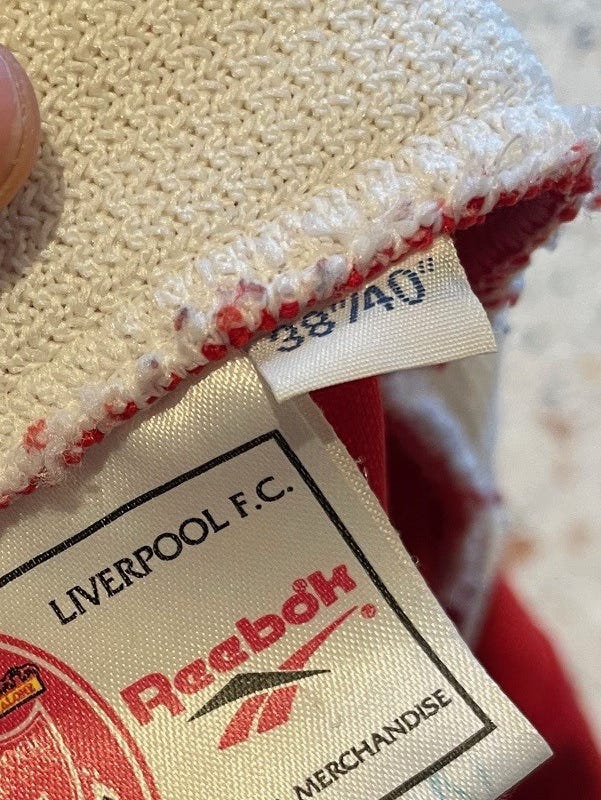 38"/40"
LIVERPOOL F.C.
Reebok®
MERCHANDISE